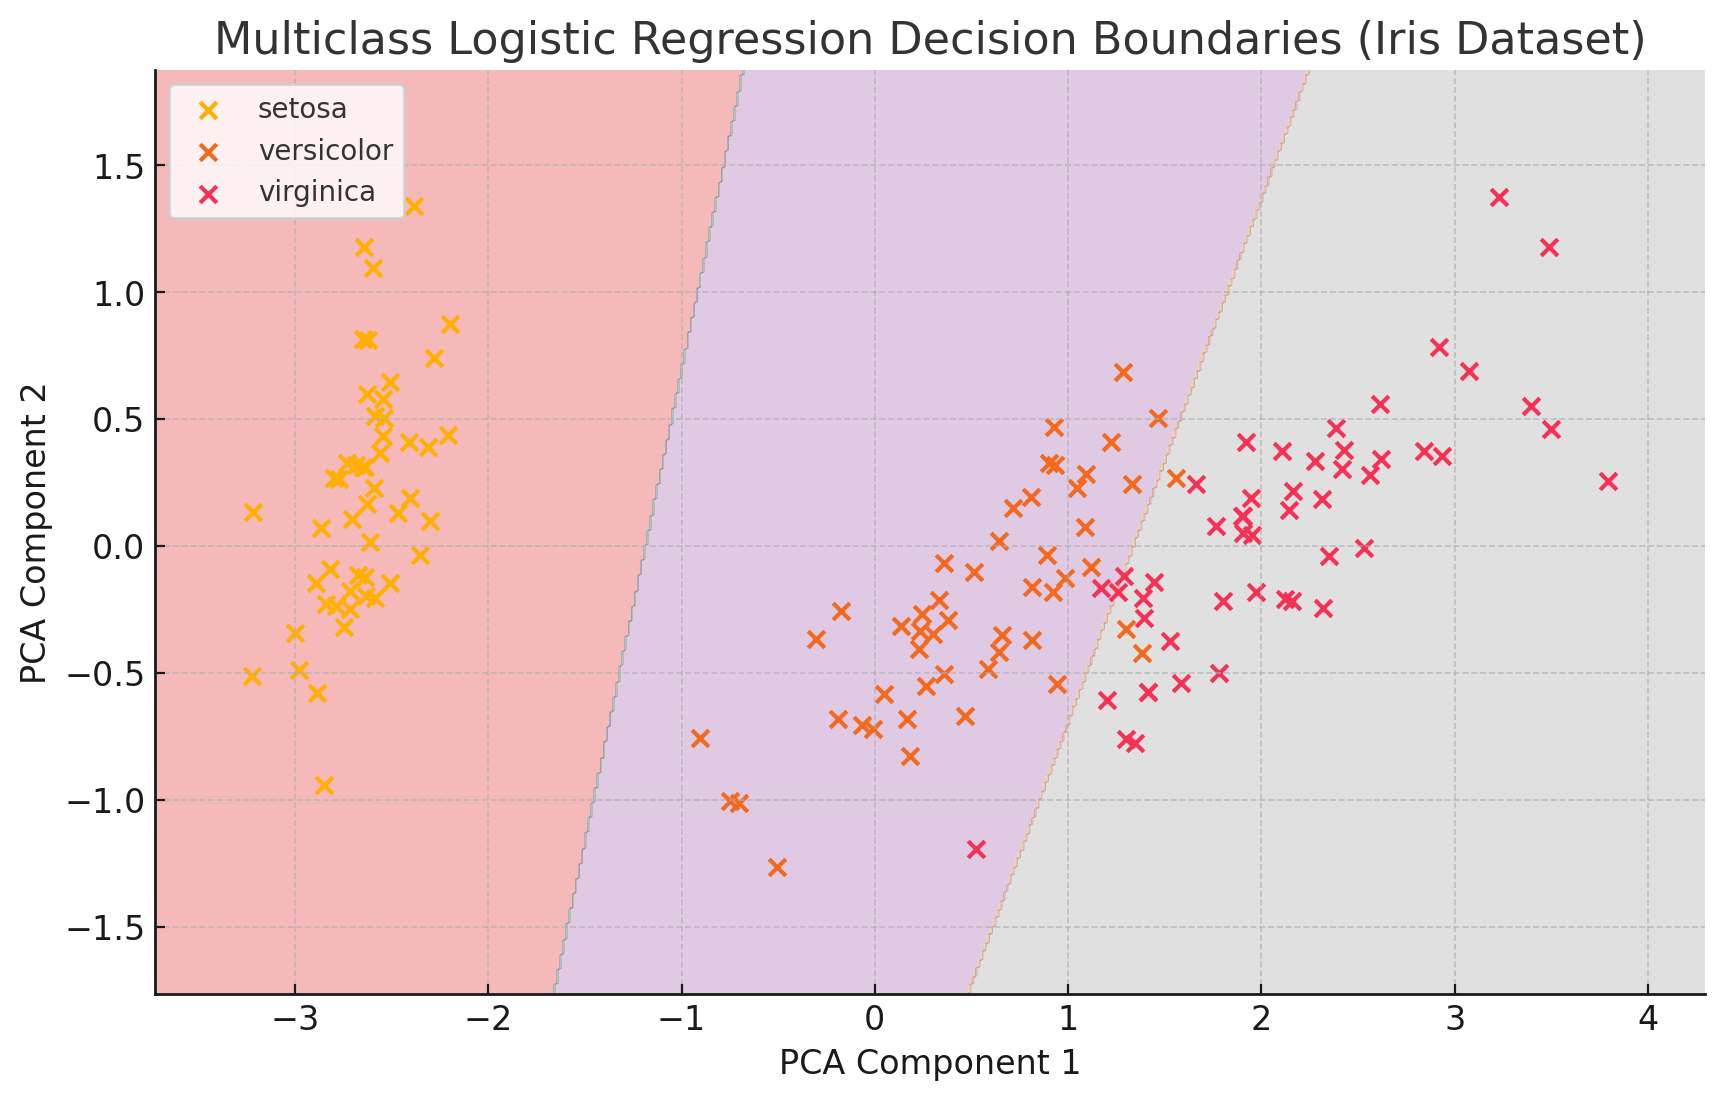 Multiclass Logistic Regression Decision Boundaries (Iris Dataset)
setosa
versicolor
virginica
PCA Component 2
1.5
1.0
0.5
0.0
−0.5
−1.0
−1.5
−3 −2 −1 0 1 2 3 4
PCA Component 1